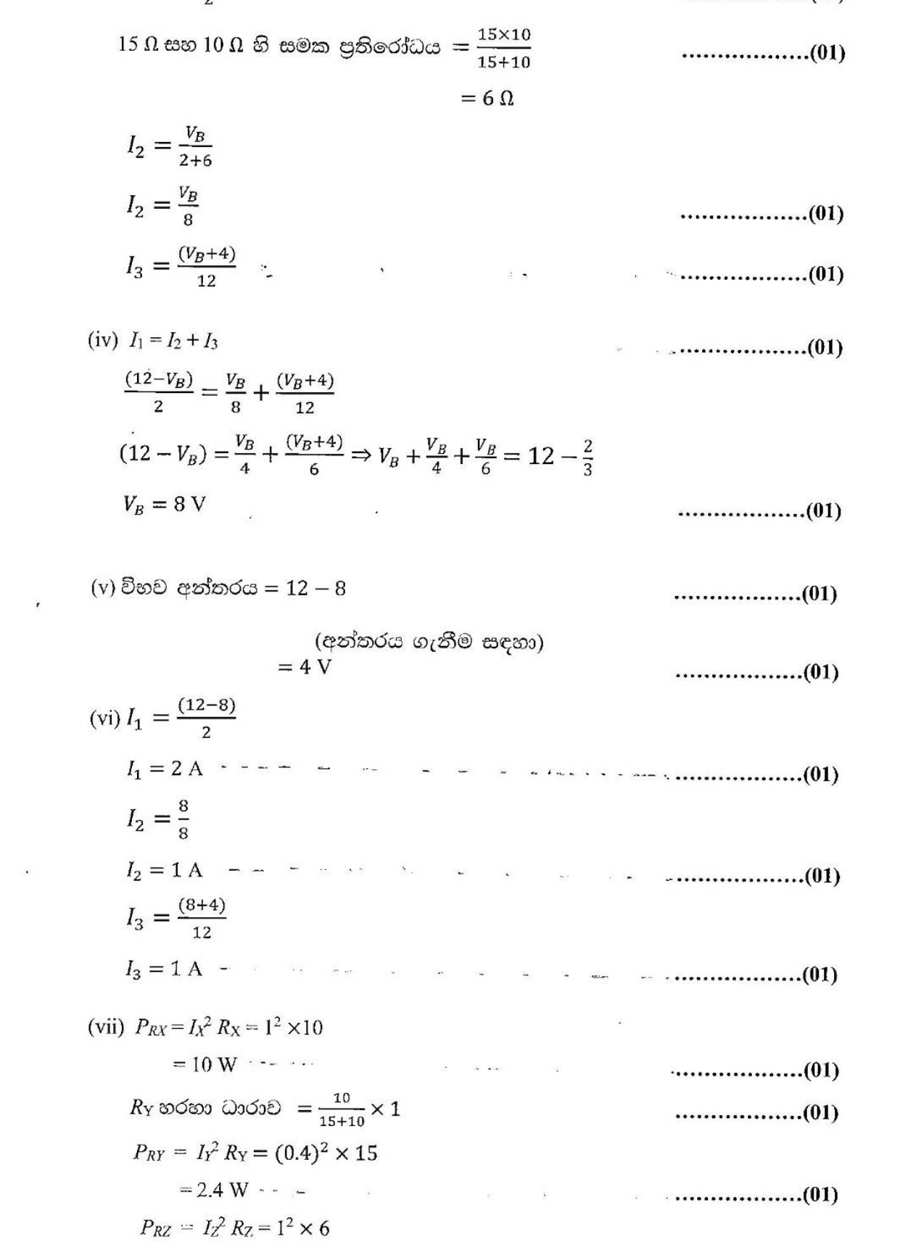 15 Ω සහ 10 Ω හි සමක ප්‍රතිරෝධය = 15×10/15+10 ...................(01)
= 6 Ω
I₂ = V_B/2+6
I₂ = V_B/8 ...................(01)
I₃ = (V_B+4)/12 ...................(01)
(iv) I₁ = I₂ + I₃ ...................(01)
(12−V_B)/2 = V_B/8 + (V_B+4)/12
(12 − V_B) = V_B/4 + (V_B+4)/6 ⇒ V_B + V_B/4 + V_B/6 = 12 − 2/3
V_B = 8 V ...................(01)
(v) විභව අන්තරය = 12 − 8 ...................(01)
(අන්තරය ගැනීම සඳහා)
= 4 V ...................(01)
(vi) I₁ = (12−8)/2
I₁ = 2 A ...................(01)
I₂ = 8/8
I₂ = 1 A ...................(01)
I₃ = (8+4)/12
I₃ = 1 A ...................(01)
(vii) P_RX = I_X² R_X = 1² ×10
= 10 W ...................(01)
R_Y හරහා ධාරාව = 10/15+10 × 1 ...................(01)
P_RY = I_Y² R_Y = (0.4)² × 15
= 2.4 W ...................(01)
P_RZ = I_Z² R_Z = 1² × 6